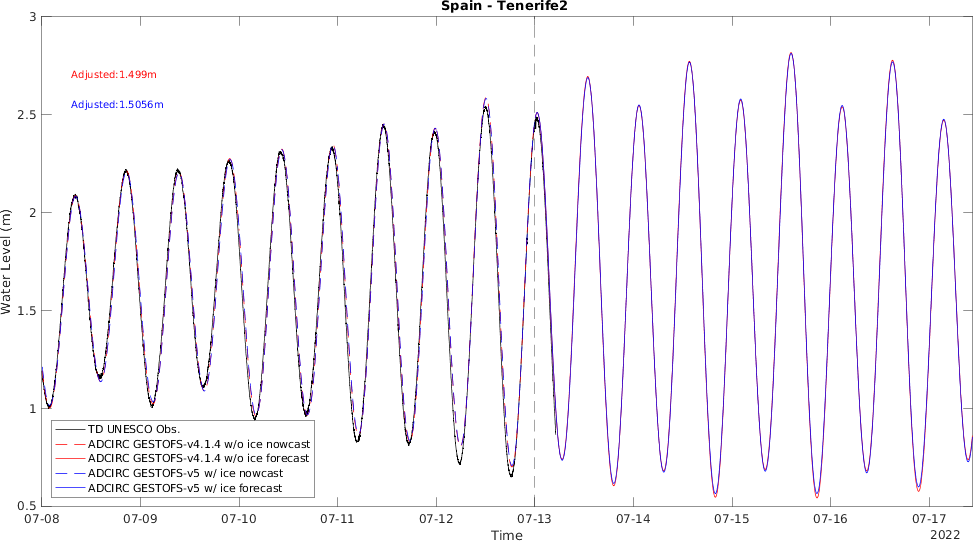 Spain - Tenerife2
3
2.5
2
1.5
1
0.5
Water Level (m)
Adjusted:1.499m
Adjusted:1.5056m
TD UNESCO Obs.
ADCIRC GESTOFS-v4.1.4 w/o ice nowcast
ADCIRC GESTOFS-v4.1.4 w/o ice forecast
ADCIRC GESTOFS-v5 w/ ice nowcast
ADCIRC GESTOFS-v5 w/ ice forecast
07-08 07-09 07-10 07-11 07-12 07-13 07-14 07-15 07-16 07-17
Time
2022